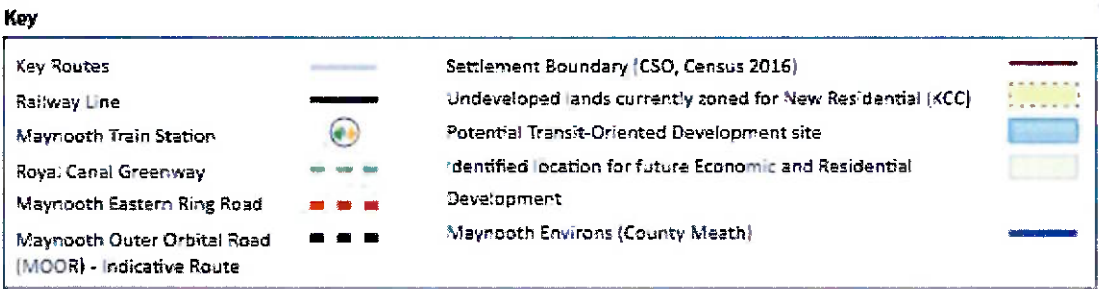 Key
Key Routes
Railway Line
Maynooth Train Station
Royal Canal Greenway
Maynooth Eastern Ring Road
Maynooth Outer Orbital Road
(MOOR) - Indicative Route
Settlement Boundary (CSO, Census 2016)
Undeveloped lands currently zoned for New Residential (KCC)
Potential Transit-Oriented Development site
Identified location for future Economic and Residential
Development
Maynooth Environs (County Meath)